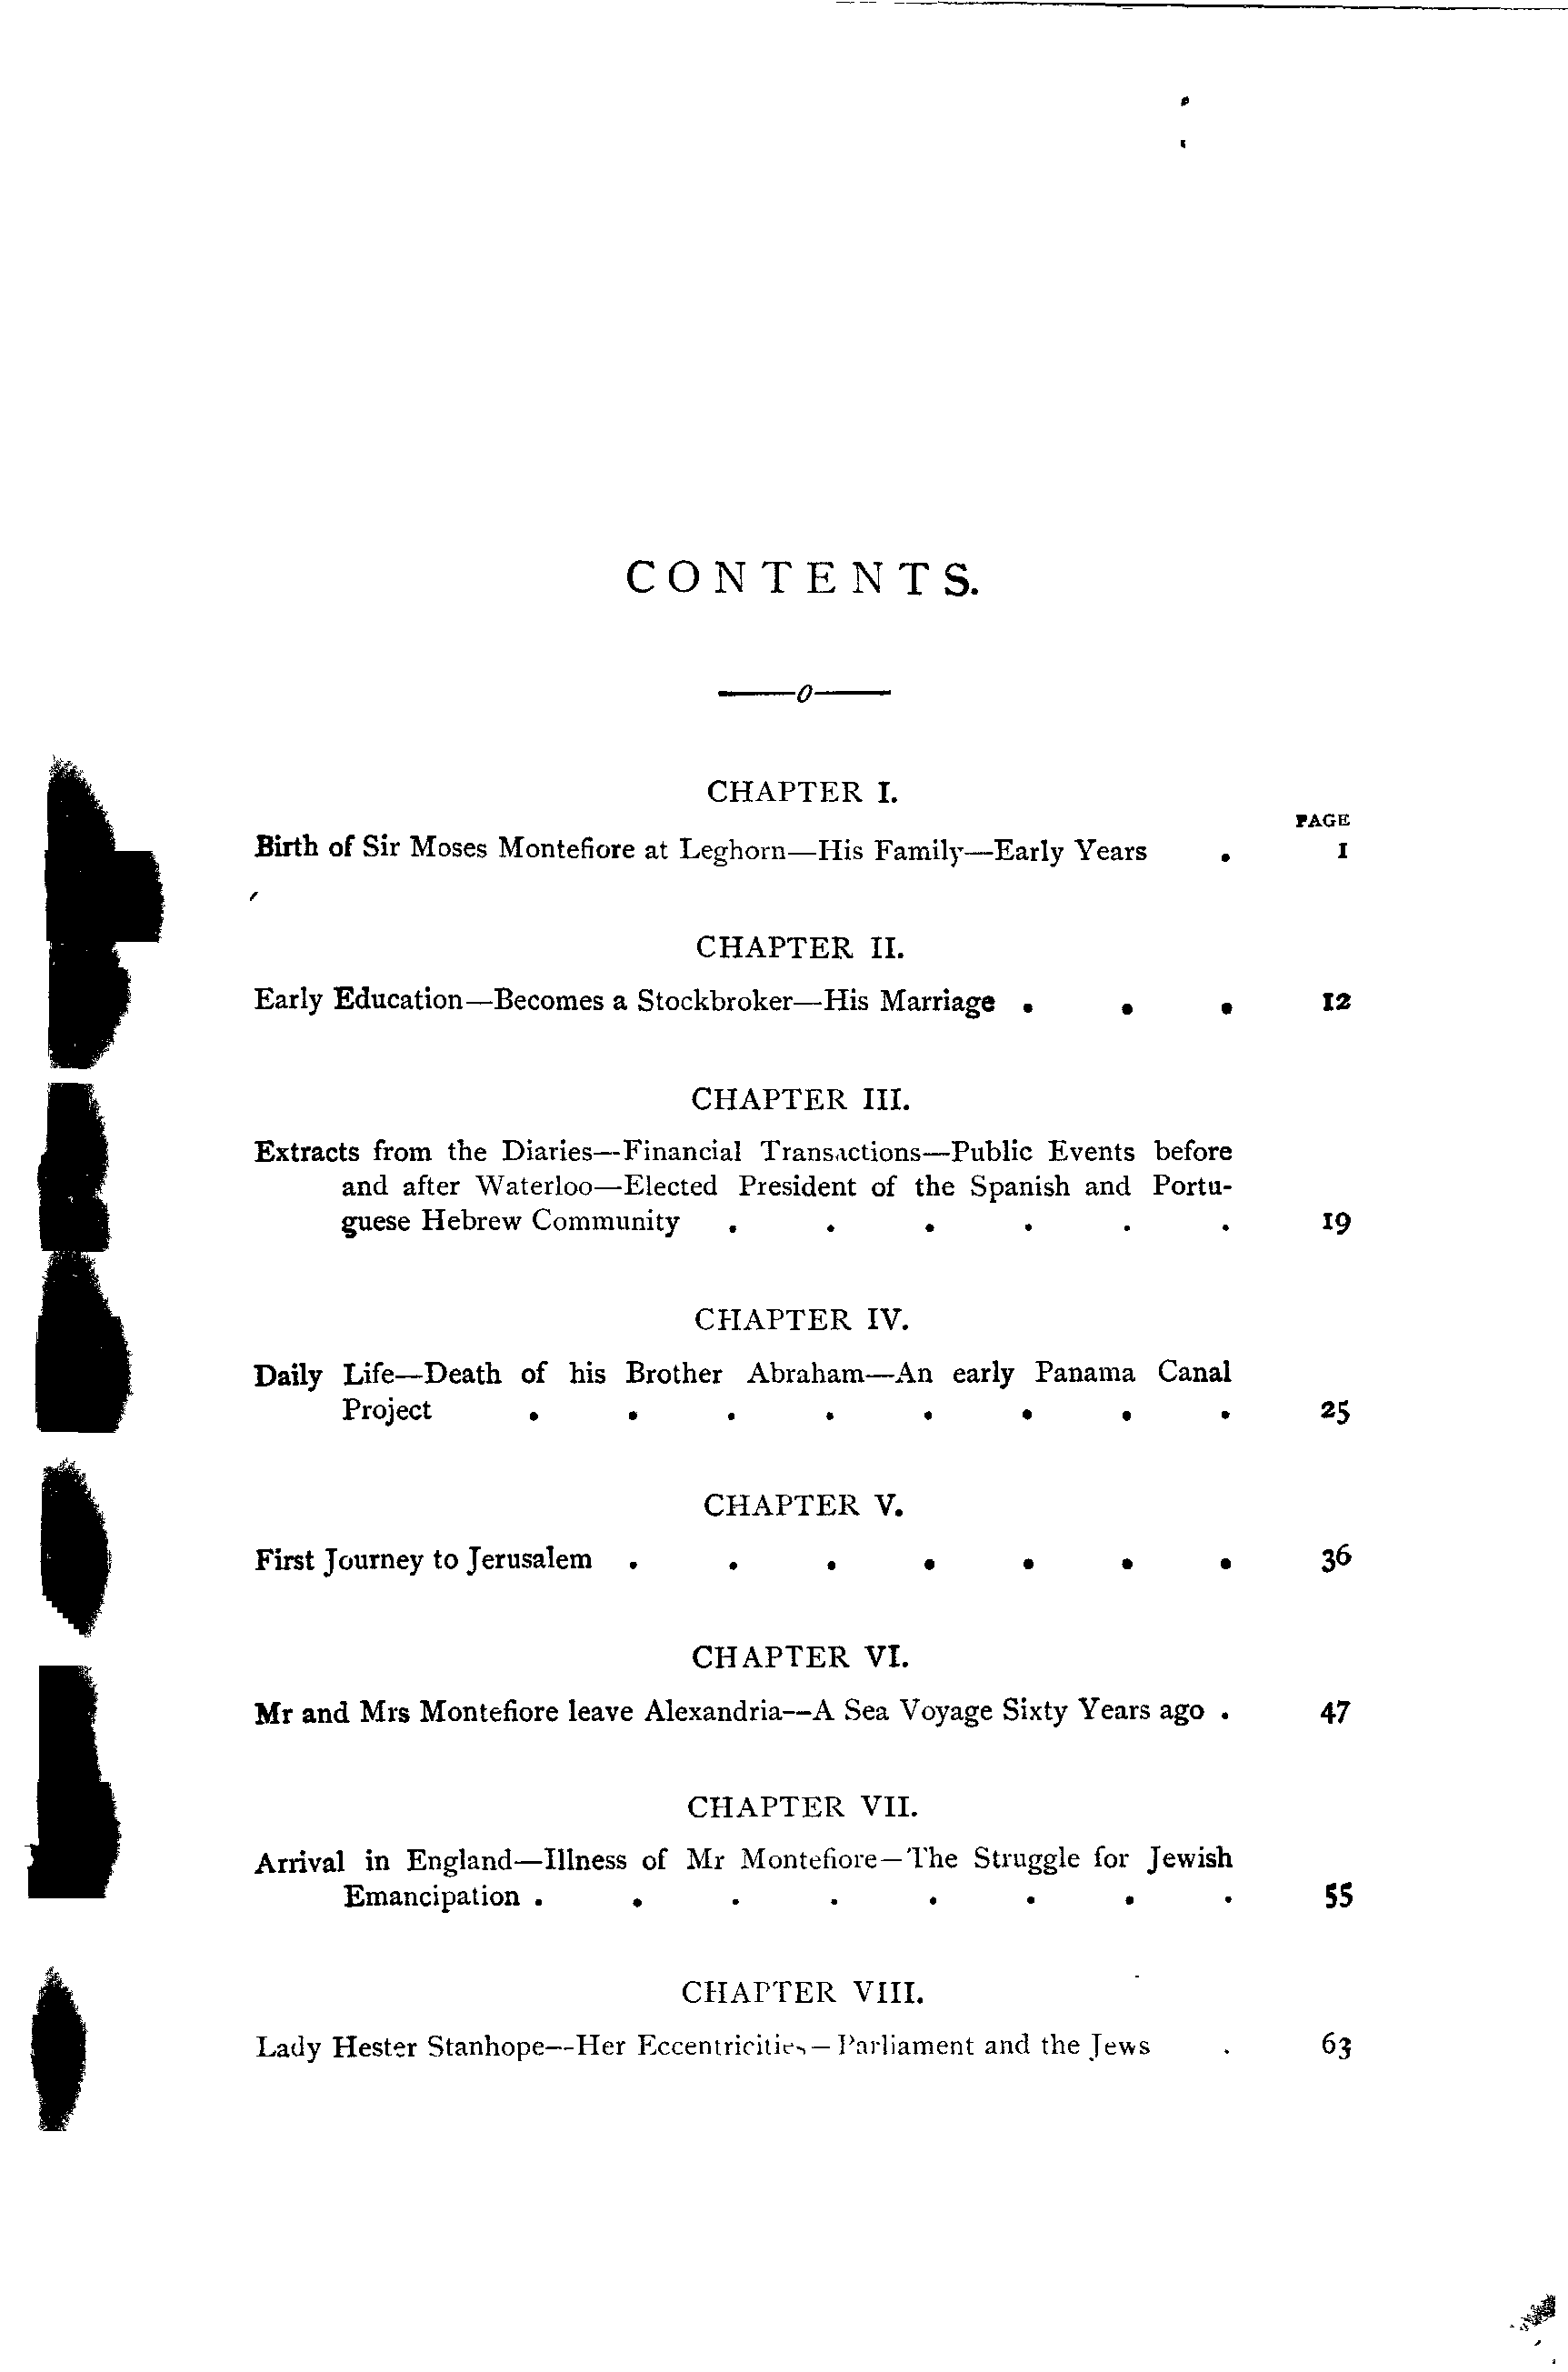 CONTENTS.
CHAPTER I.
PAGE
Birth of Sir Moses Montefiore at Leghorn—His Family—Early Years . 1
CHAPTER II.
Early Education—Becomes a Stockbroker—His Marriage . . . 12
CHAPTER III.
Extracts from the Diaries—Financial Transactions—Public Events before
and after Waterloo—Elected President of the Spanish and Portu-
guese Hebrew Community . . . . . . 19
CHAPTER IV.
Daily Life—Death of his Brother Abraham—An early Panama Canal
Project . . . . . . . . 25
CHAPTER V.
First Journey to Jerusalem . . . . . . . 36
CHAPTER VI.
Mr and Mrs Montefiore leave Alexandria—A Sea Voyage Sixty Years ago . 47
CHAPTER VII.
Arrival in England—Illness of Mr Montefiore—The Struggle for Jewish
Emancipation . . . . . . . . 55
CHAPTER VIII.
Lady Hester Stanhope—Her Eccentricities—Parliament and the Jews . 63